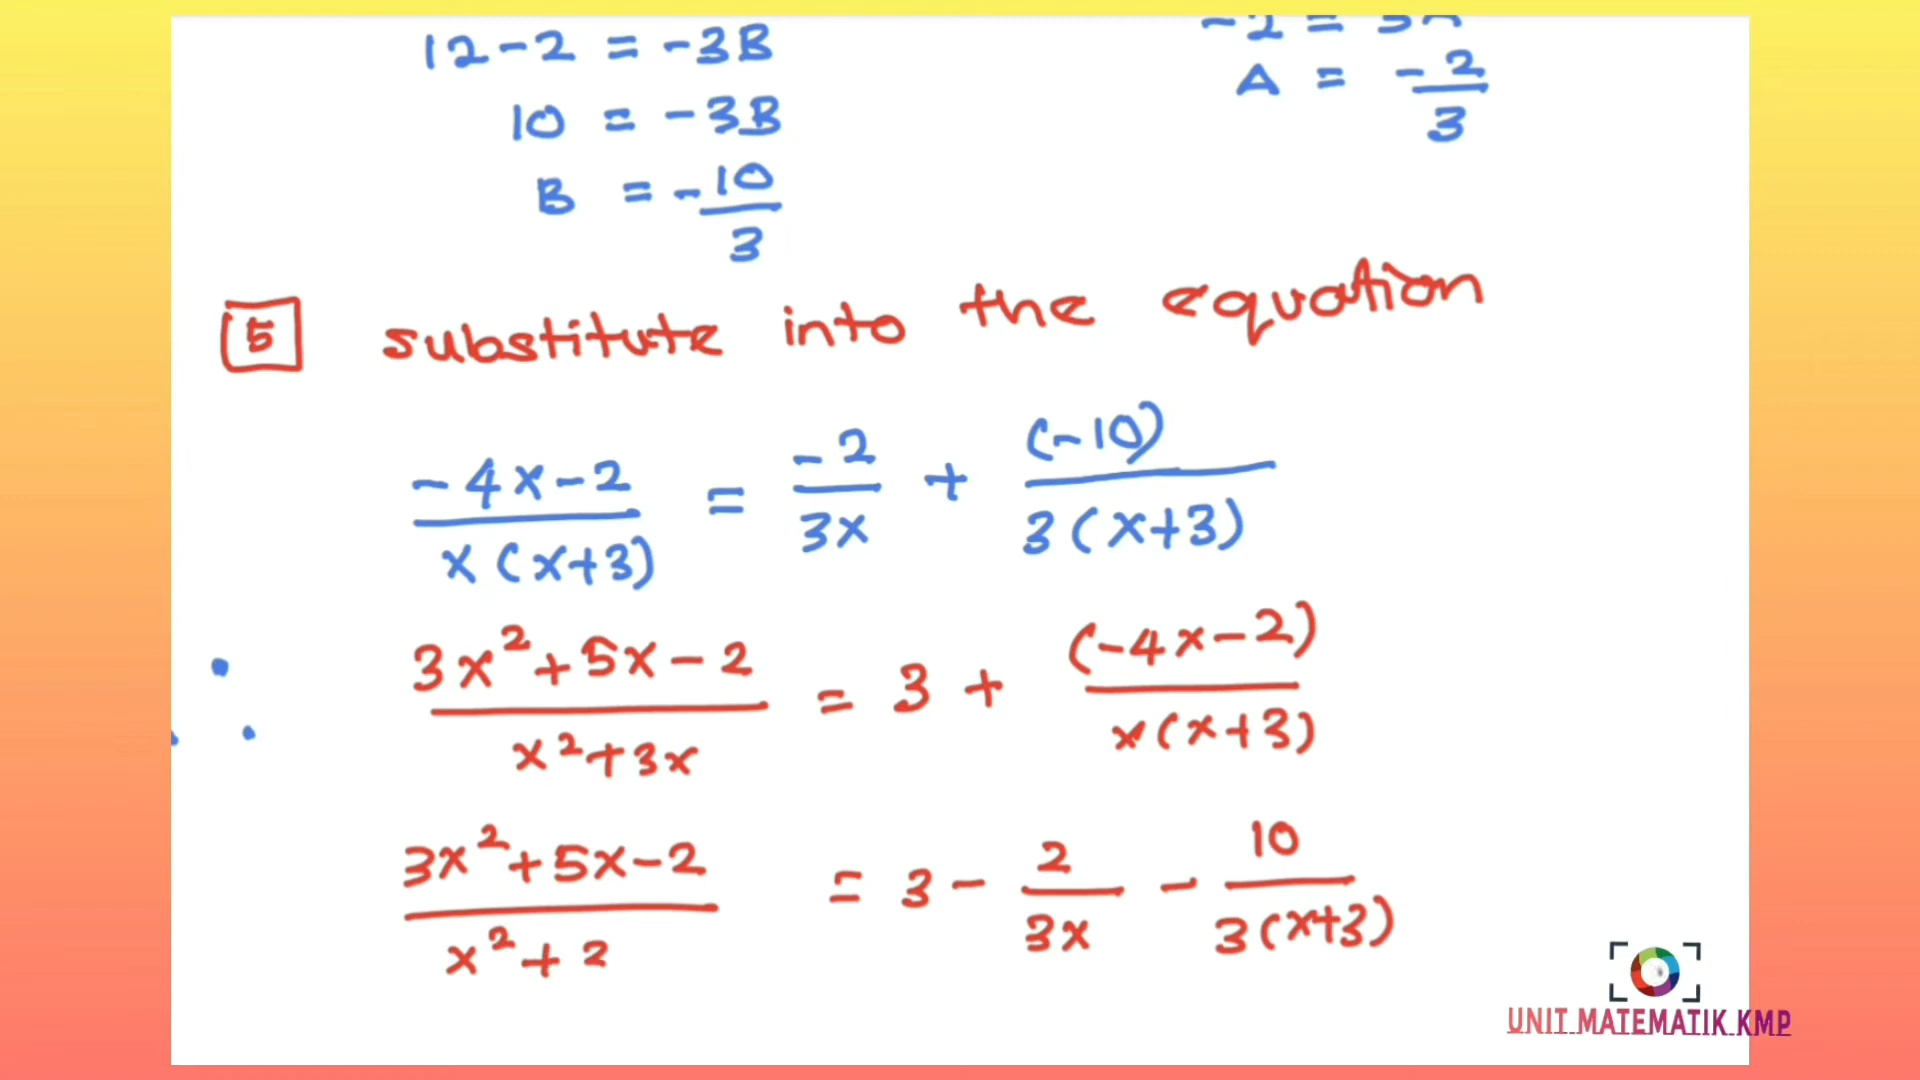 12 - 2 = -3B
10 = -3B
B = -10/3
-2 = 3A
A = -2/3
5 substitute into the equation
(-4x - 2)/(x(x+3)) = -2/3x + (-10)/(3(x+3))
∴ (3x² + 5x - 2)/(x² + 3x) = 3 + (-4x - 2)/(x(x+3))
(3x² + 5x - 2)/(x² + 2) = 3 - 2/3x - 10/(3(x+3))
UNIT.MATEMATIK.KMP